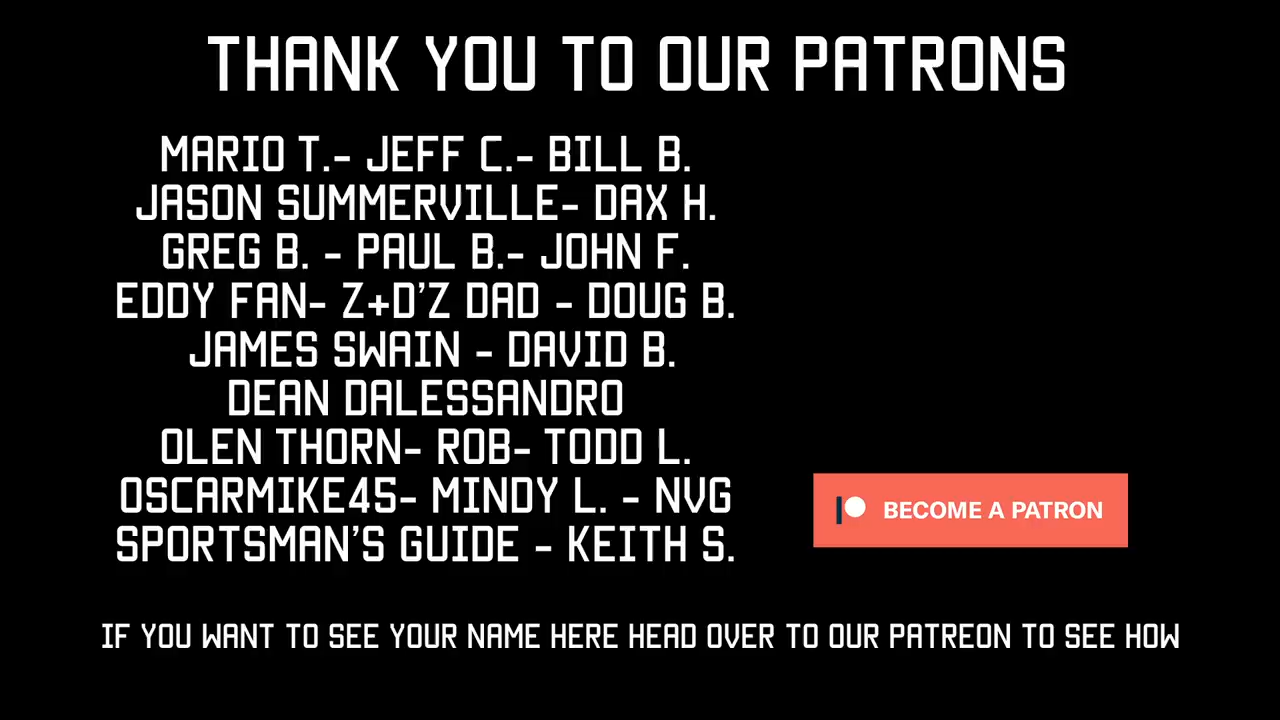 THANK YOU TO OUR PATRONS
MARIO T.- JEFF C.- BILL B.
JASON SUMMERVILLE- DAX H.
GREG B. - PAUL B.- JOHN F.
EDDY FAN- Z+D'Z DAD - DOUG B.
JAMES SWAIN - DAVID B.
DEAN DALESSANDRO
OLEN THORN- ROB- TODD L.
OSCARMIKE45- MINDY L. - NVG
SPORTSMAN'S GUIDE - KEITH S.
BECOME A PATRON
IF YOU WANT TO SEE YOUR NAME HERE HEAD OVER TO OUR PATREON TO SEE HOW